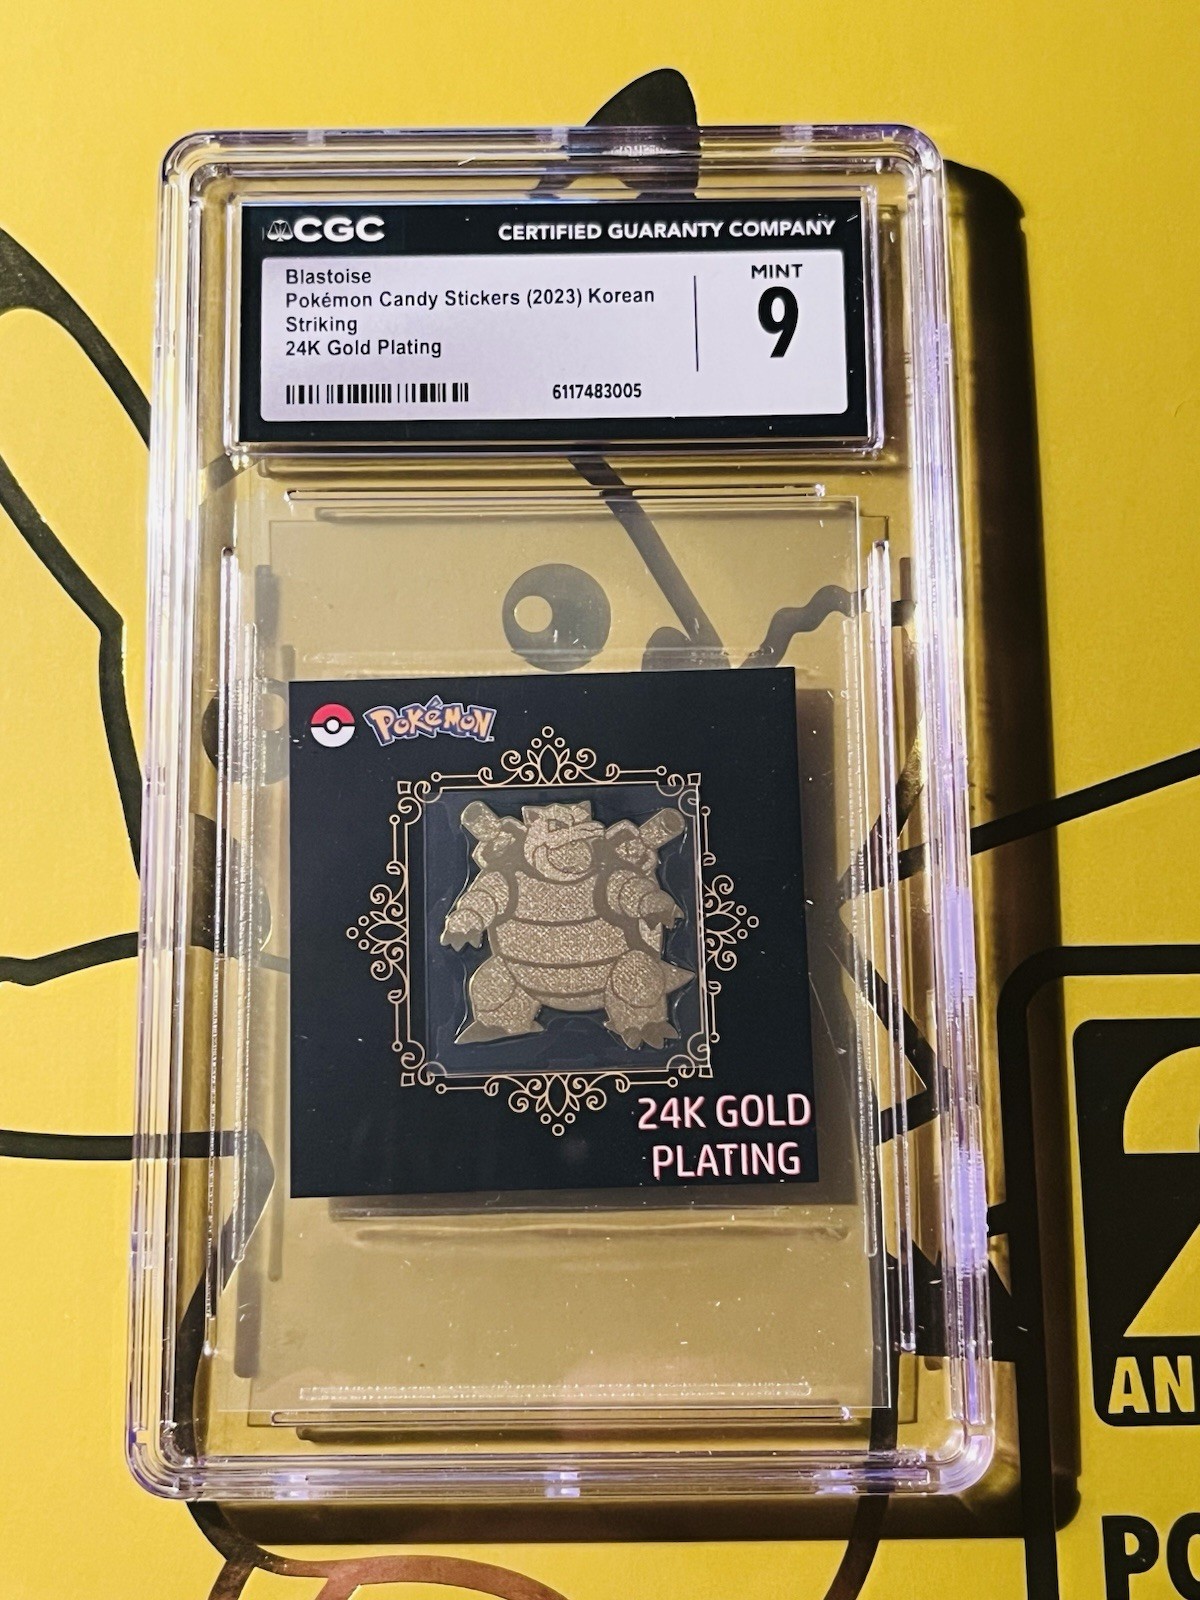 CGC
CERTIFIED GUARANTY COMPANY
Blastoise
Pokémon Candy Stickers (2023) Korean
Striking
24K Gold Plating
MINT
9
6117483005
POKéMON
24K GOLD
PLATING
AN
PO